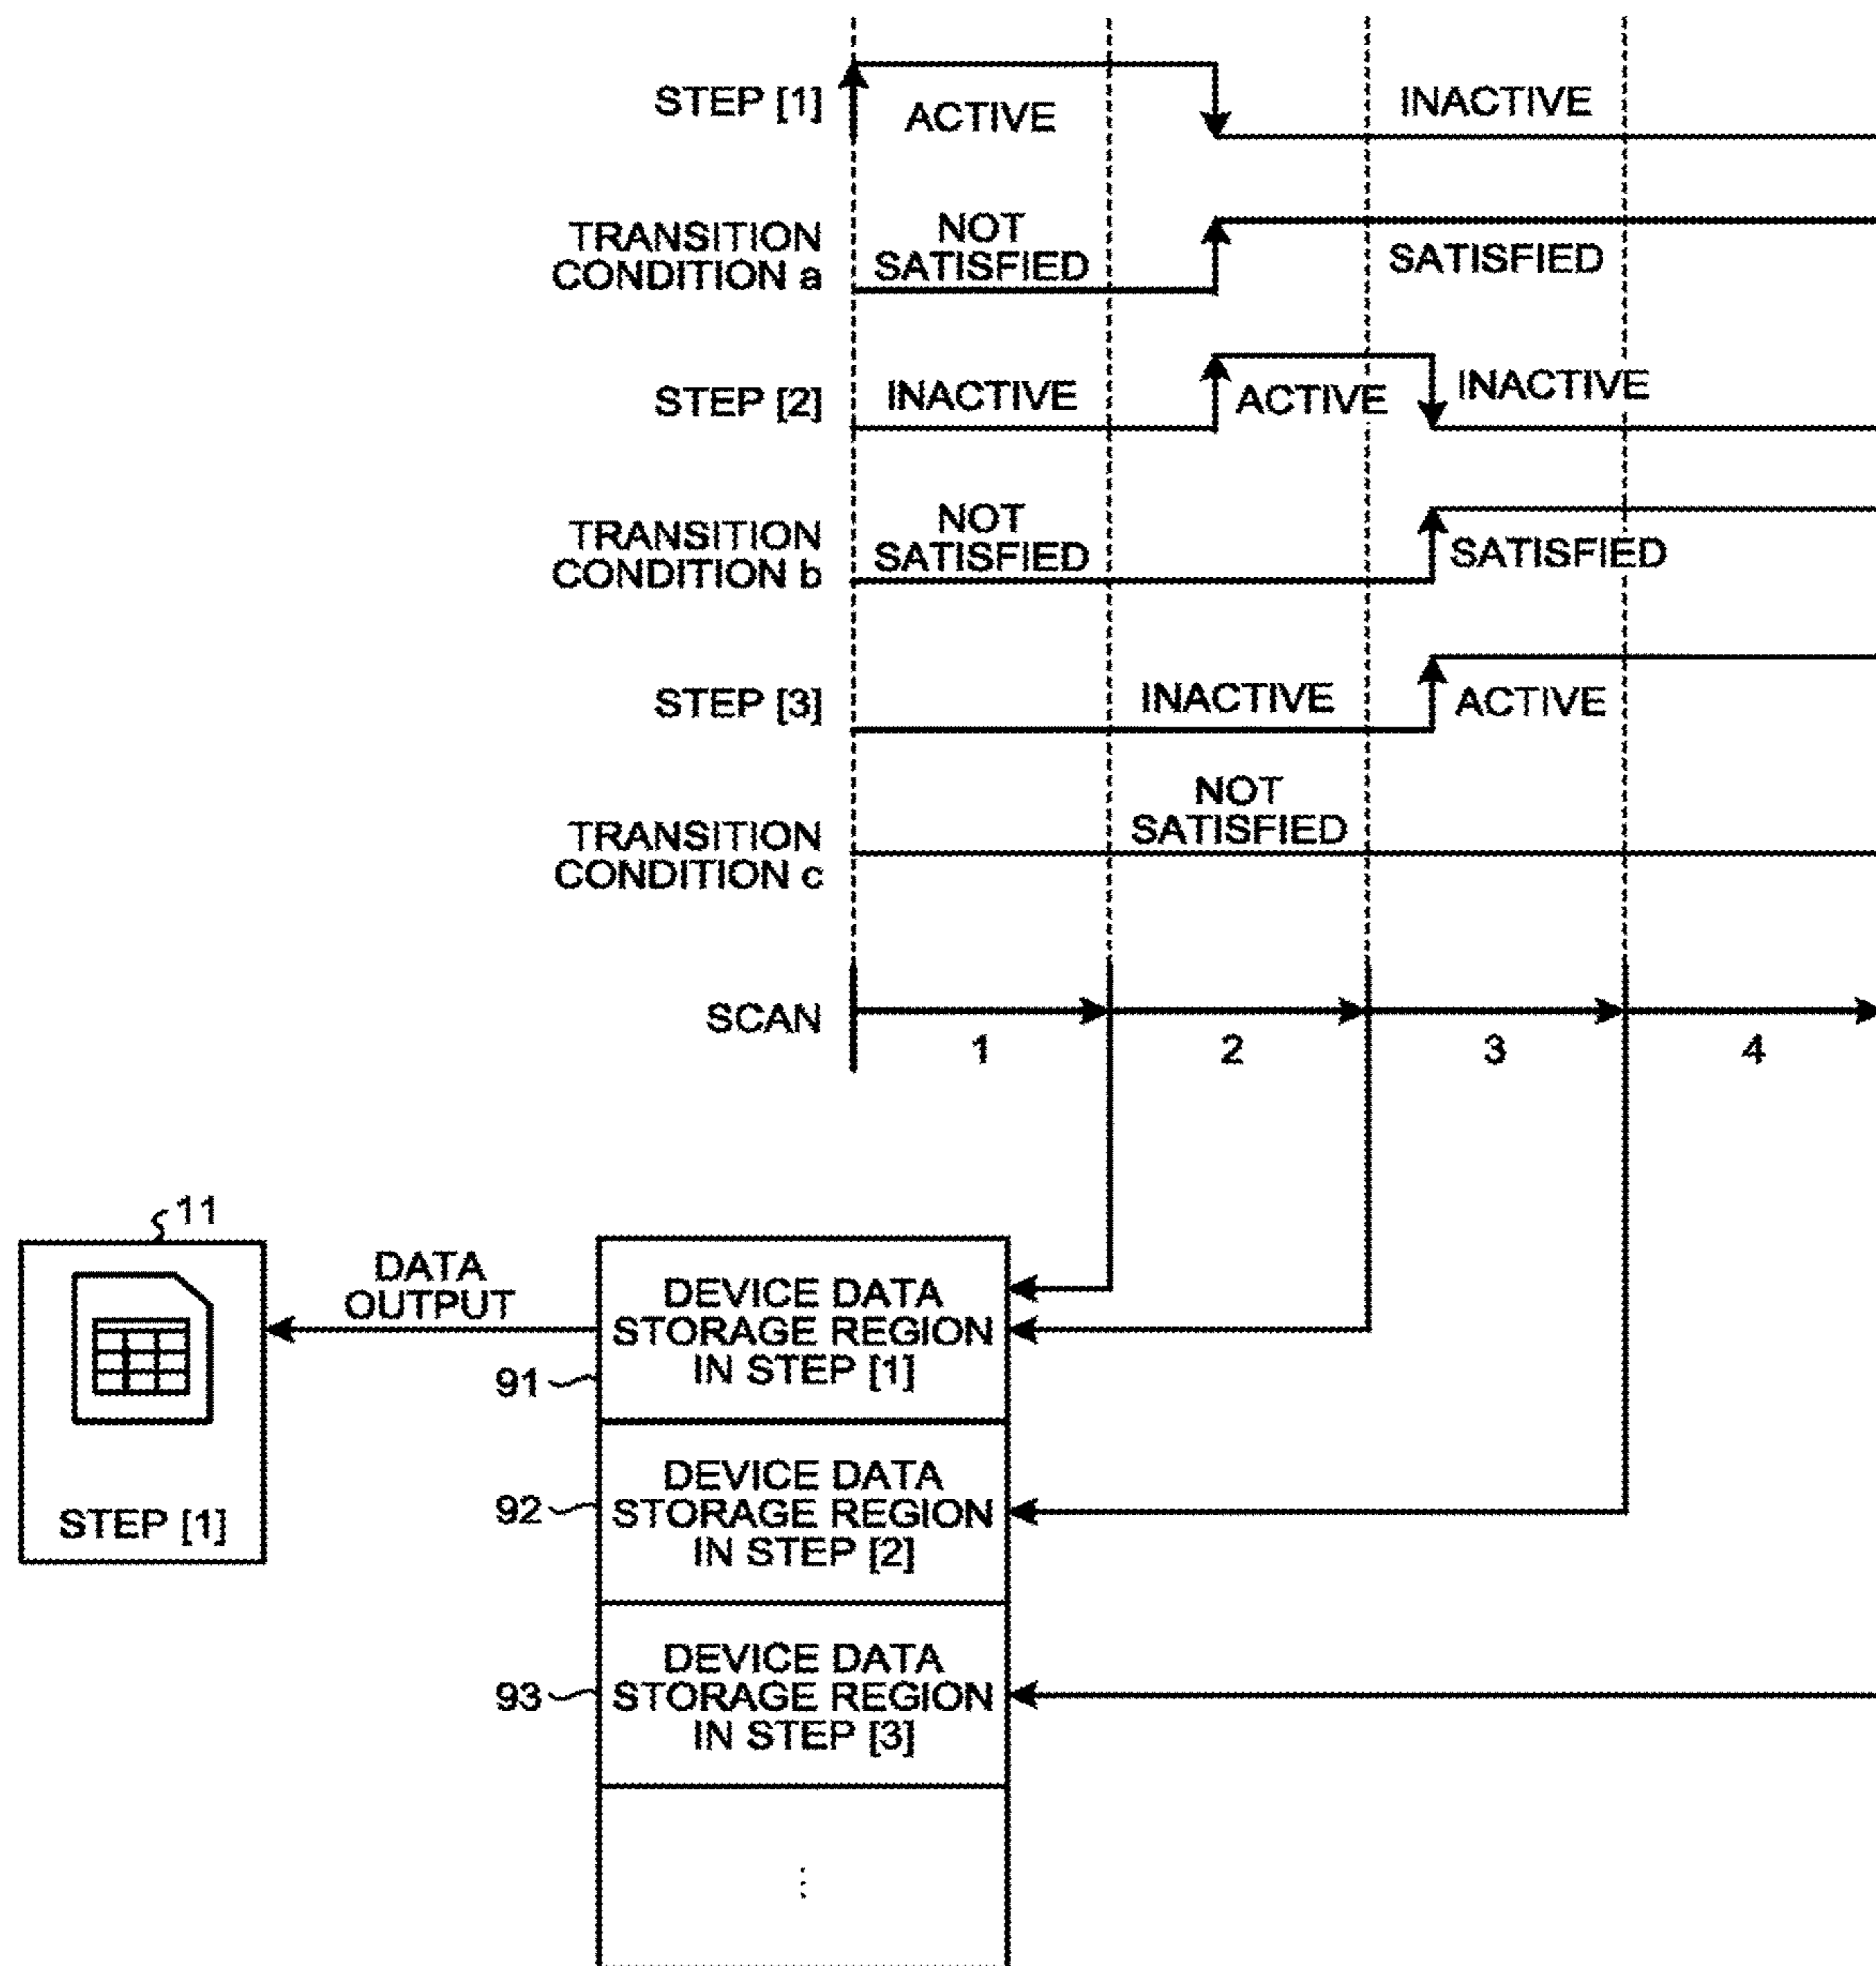 STEP [1]
ACTIVE
INACTIVE
TRANSITION
CONDITION a
NOT
SATISFIED
SATISFIED
STEP [2]
INACTIVE
ACTIVE
INACTIVE
TRANSITION
CONDITION b
NOT
SATISFIED
SATISFIED
STEP [3]
INACTIVE
ACTIVE
TRANSITION
CONDITION c
NOT
SATISFIED
SCAN
1
2
3
4
11
STEP [1]
DATA
OUTPUT
91
DEVICE DATA
STORAGE REGION
IN STEP [1]
92
DEVICE DATA
STORAGE REGION
IN STEP [2]
93
DEVICE DATA
STORAGE REGION
IN STEP [3]
⋮